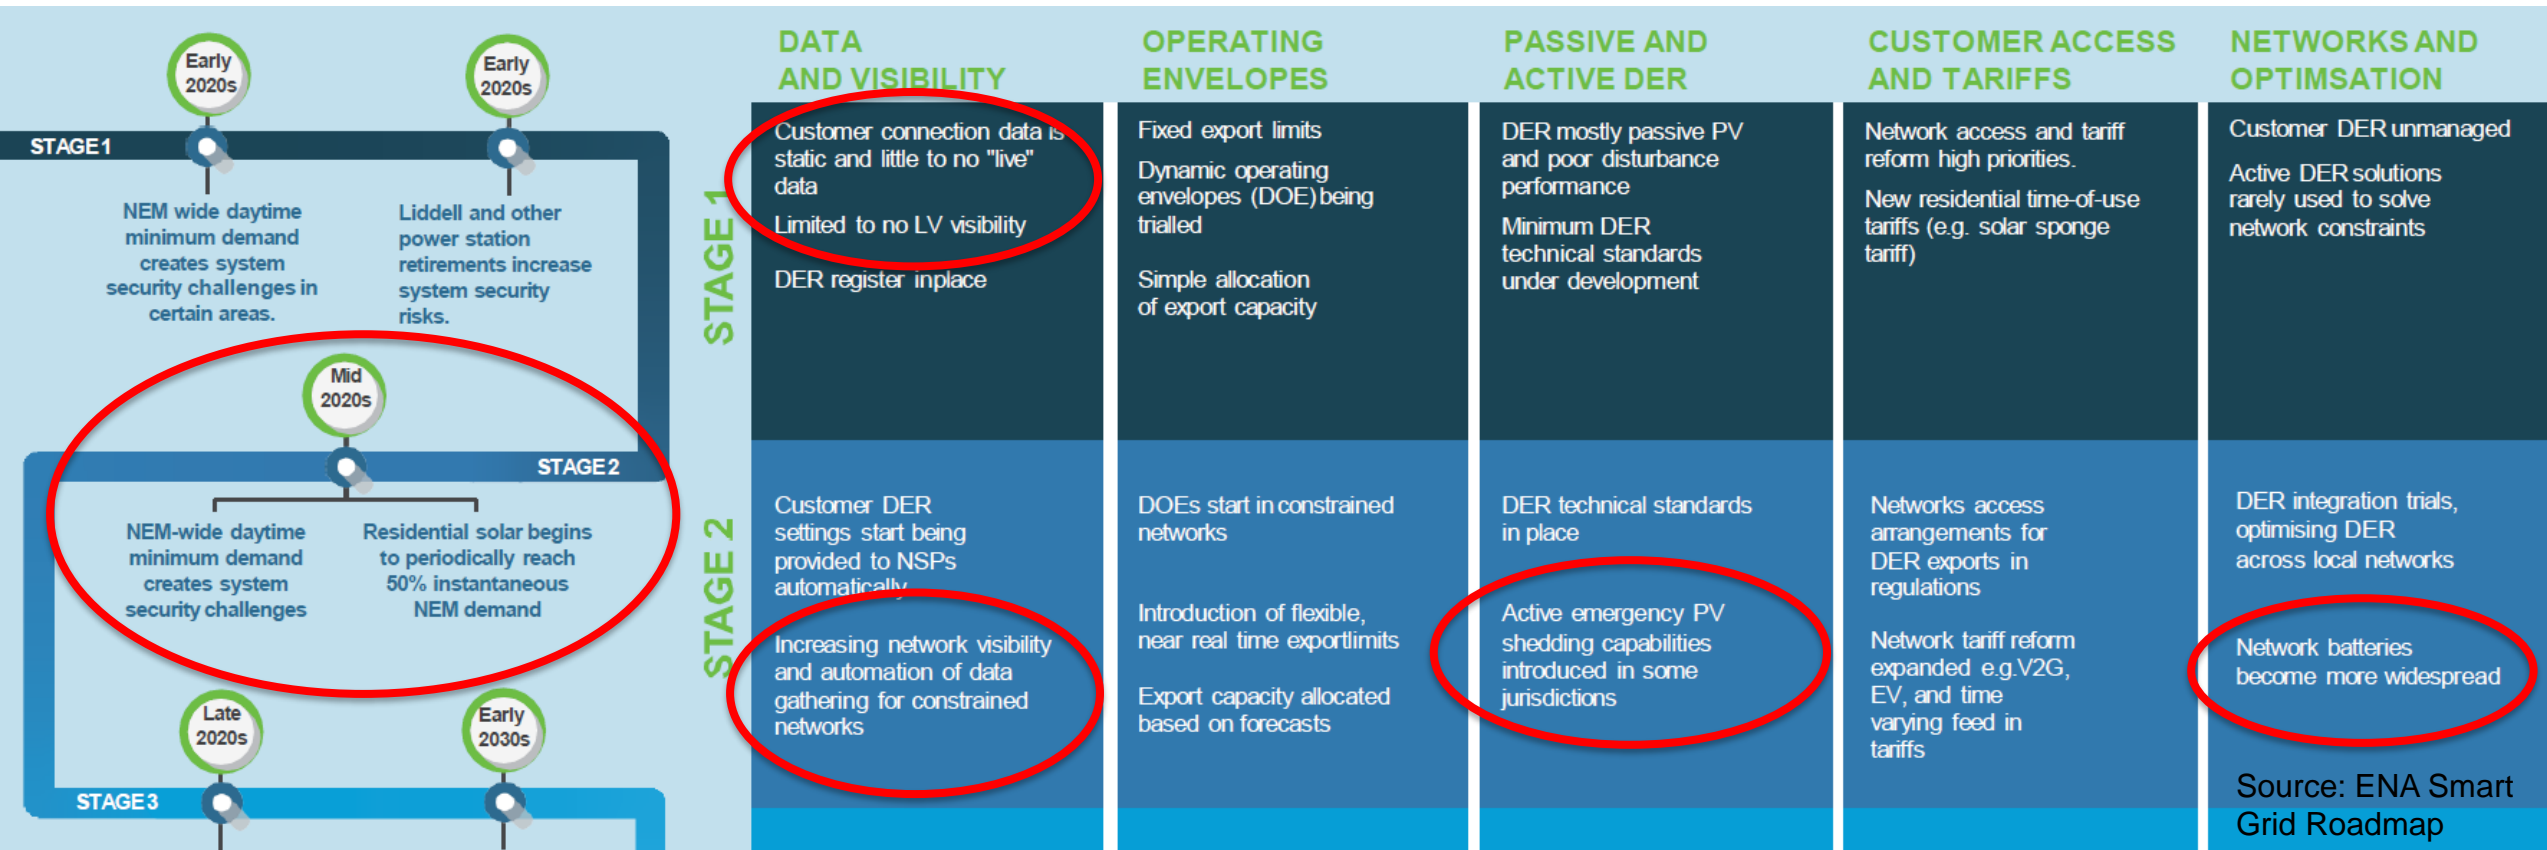 Early
2020s
Early
2020s
STAGE 1
NEM wide daytime
minimum demand
creates system
security challenges in
certain areas.
Liddell and other
power station
retirements increase
system security
risks.
Mid
2020s
STAGE 2
NEM-wide daytime
minimum demand
creates system
security challenges
Residential solar begins
to periodically reach
50% instantaneous
NEM demand
Late
2020s
Early
2030s
STAGE 3
DATA
AND VISIBILITY
OPERATING
ENVELOPES
PASSIVE AND
ACTIVE DER
CUSTOMER ACCESS
AND TARIFFS
NETWORKS AND
OPTIMSATION
STAGE 1
Customer connection data is
static and little to no "live"
data
Limited to no LV visibility
DER register inplace
Fixed export limits
Dynamic operating
envelopes (DOE) being
trialled
Simple allocation
of export capacity
DER mostly passive PV
and poor disturbance
performance
Minimum DER
technical standards
under development
Network access and tariff
reform high priorities.
New residential time-of-use
tariffs (e.g. solar sponge
tariff)
Customer DER unmanaged
Active DER solutions
rarely used to solve
network constraints
STAGE 2
Customer DER
settings start being
provided to NSPs
automatically
Increasing network visibility
and automation of data
gathering for constrained
networks
DOEs start in constrained
networks
Introduction of flexible,
near real time exportlimits
Export capacity allocated
based on forecasts
DER technical standards
in place
Active emergency PV
shedding capabilities
introduced in some
jurisdictions
Networks access
arrangements for
DER exports in
regulations
Network tariff reform
expanded e.g.V2G,
EV, and time
varying feed in
tariffs
DER integration trials,
optimising DER
across local networks
Network batteries
become more widespread
Source: ENA Smart
Grid Roadmap